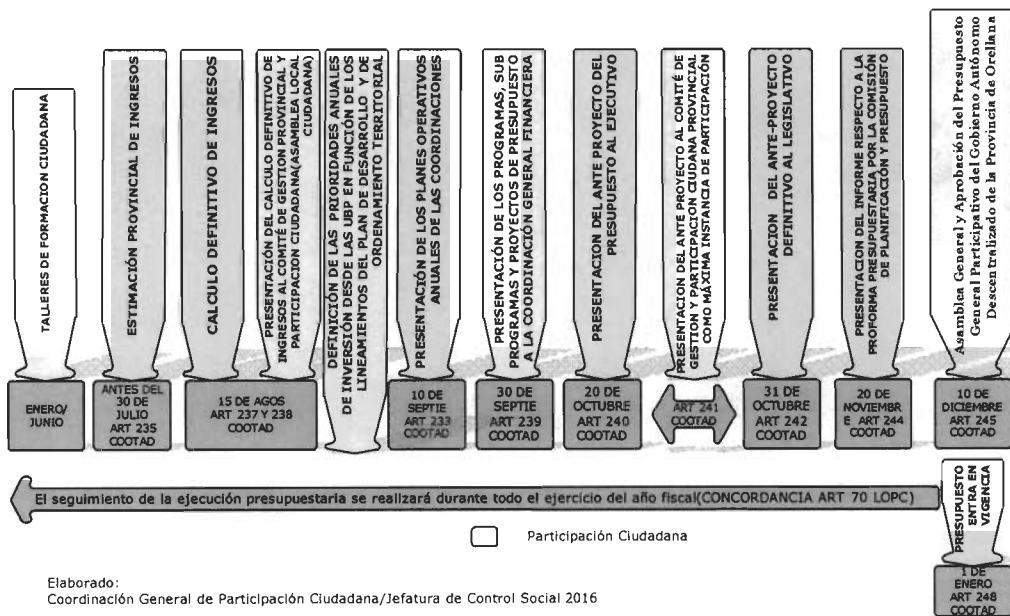 TALLERES DE FORMACION CIUDADANA
ENERO/
JUNIO
ESTIMACIÓN PROVINCIAL DE INGRESOS
ANTES DEL
30 DE
JULIO
ART 235
COOTAD
CALCULO DEFINITIVO DE INGRESOS
PRESENTACIÓN DEL CALCULO DEFINITIVO DE
INGRESOS AL COMITÉ DE GESTION PROVINCIAL Y
PARTICIPACION CIUDADANA(ASAMBLEA LOCAL
CIUDADANA)
15 DE AGOS
ART 237 Y 238
COOTAD
DEFINICIÓN DE LAS PRIORIDADES ANUALES
DE INVERSIÓN DESDE LAS UBP EN FUNCIÓN DE LOS
LINEAMIENTOS DEL PLAN DE DESARROLLO Y DE
ORDENAMIENTO TERRITORIAL
PRESENTACIÓN DE LOS PLANES OPERATIVOS
ANUALES DE LAS COORDINACIONES
10 DE
SEPTIE
ART 233
COOTAD
PRESENTACIÓN DE LOS PROGRAMAS, SUB
PROGRAMAS Y PROYECTOS DE PRESUPUESTO
A LA COORDINACIÓN GENERAL FINANCIERA
30 DE
SEPTIE
ART 239
COOTAD
PRESENTACION DEL ANTE PROYECTO DEL
PRESUPUESTO AL EJECUTIVO
20 DE
OCTUBRE
ART 240
COOTAD
PRESENTACION DEL ANTE PROYECTO AL COMITÉ DE
GESTION Y PARTICIPACIÓN CIUDANA PROVINCIAL
COMO MÁXIMA INSTANCIA DE PARTICIPACIÓN
ART 241
COOTAD
PRESENTACION DEL ANTE-PROYECTO
DEFINITIVO AL LEGISLATIVO
31 DE
OCTUBRE
ART 242
COOTAD
PRESENTACION DEL INFORME RESPECTO A LA
PROFORMA PRESUPUESTARIA POR LA COMISIÓN
DE PLANIFICACIÓN Y PRESUPUESTO
20 DE
NOVIEMBR
E ART 244
COOTAD
Asamblea General y Aprobación del Presupuesto
General Participativo del Gobierno Autónomo
Descentralizado de la Provincia de Orellana
10 DE
DICIEMBRE
ART 245
COOTAD
El seguimiento de la ejecución presupuestaria se realizará durante todo el ejercicio del año fiscal(CONCORDANCIA ART 70 LOPC)
PRESUPUESTO
ENTRA EN
VIGENCIA
1 DE
ENERO
ART 248
COOTAD
Participación Ciudadana
Elaborado:
Coordinación General de Participación Ciudadana/Jefatura de Control Social 2016